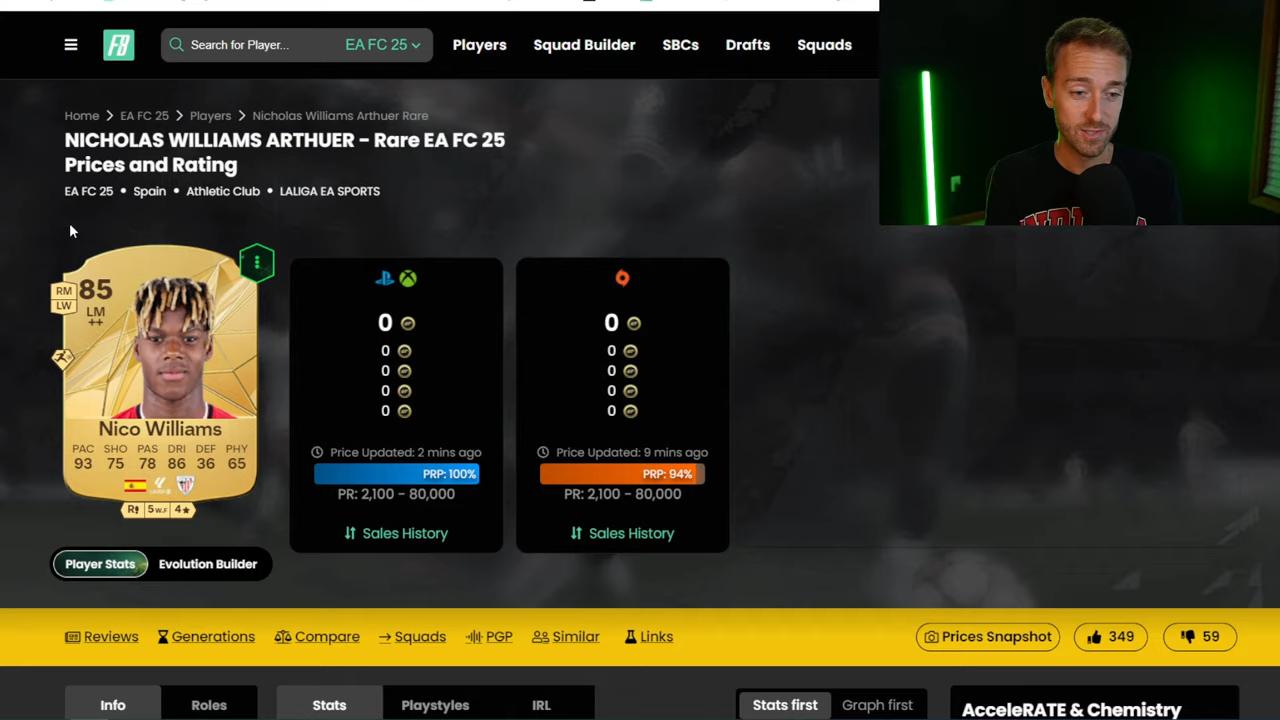 FB
Search for Player...
EA FC 25
Players
Squad Builder
SBCs
Drafts
Squads
Home > EA FC 25 > Players > Nicholas Williams Arthuer Rare
NICHOLAS WILLIAMS ARTHUER - Rare EA FC 25
Prices and Rating
EA FC 25 • Spain • Athletic Club • LALIGA EA SPORTS
RM
LW
85
LM
++
Nico Williams
PAC SHO PAS DRI DEF PHY
93 75 78 86 36 65
R 5 W.F 4★
0
0
0
0
0
Price Updated: 2 mins ago
PRP: 100%
PR: 2,100 - 80,000
Sales History
0
0
0
0
0
Price Updated: 9 mins ago
PRP: 94%
PR: 2,100 - 80,000
Sales History
Player Stats
Evolution Builder
Reviews
Generations
Compare
Squads
PGP
Similar
Links
Prices Snapshot
349
59
Info
Roles
Stats
Playstyles
IRL
Stats first
Graph first
AcceleRATE & Chemistry